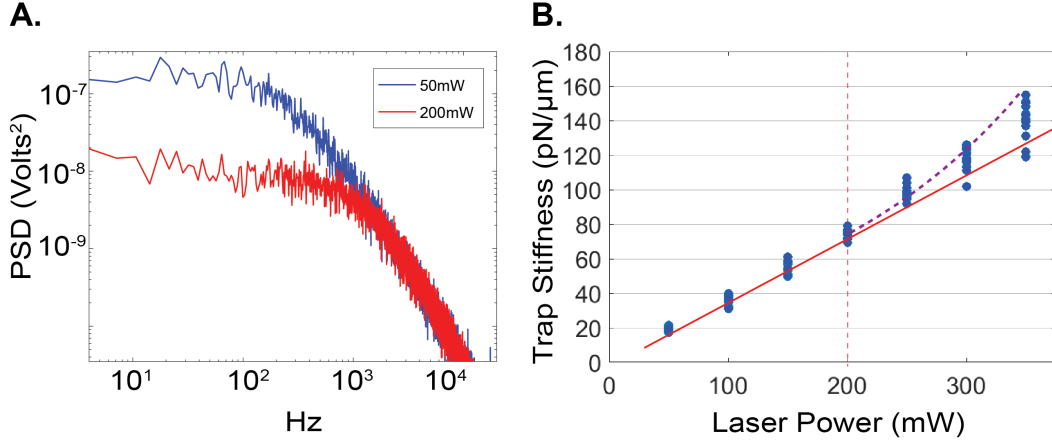 A.
PSD (Volts²)
10⁻⁷
10⁻⁸
10⁻⁹
50mW
200mW
10¹ 10² 10³ 10⁴
Hz
B.
Trap Stiffness (pN/μm)
180
160
140
120
100
80
60
40
20
0
0 100 200 300
Laser Power (mW)